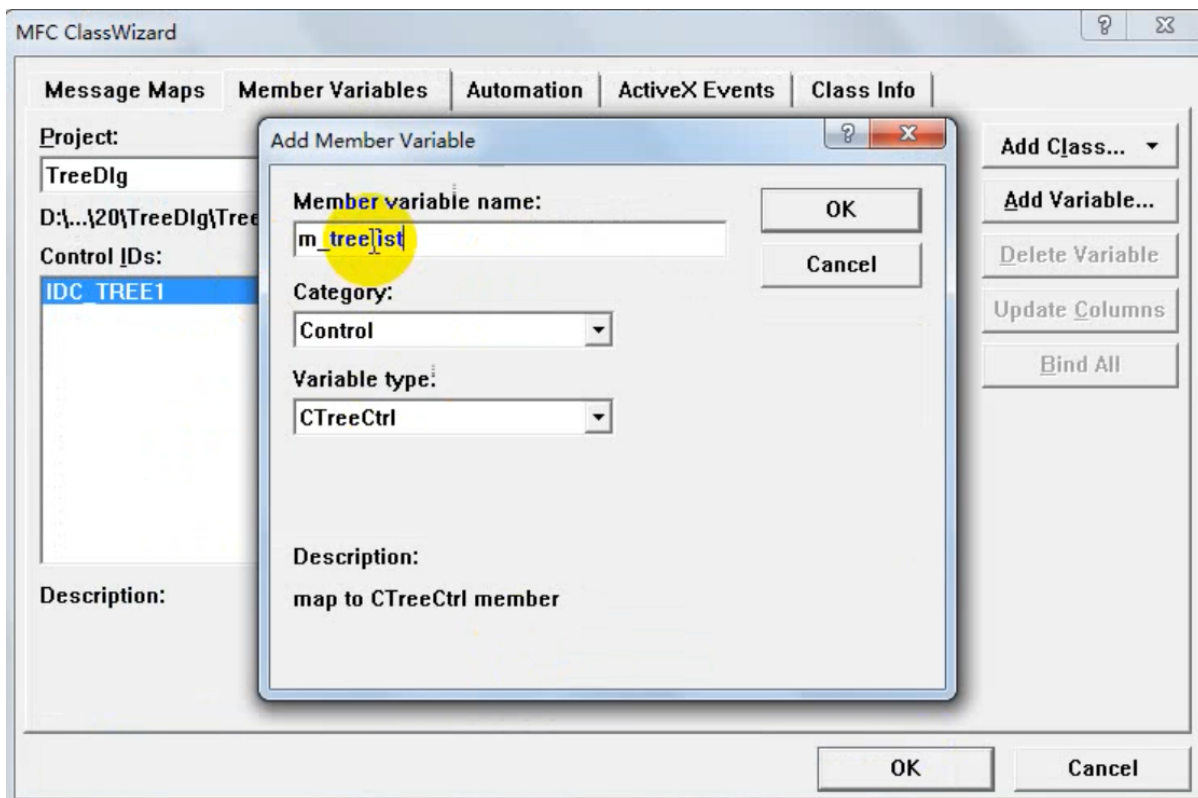 MFC ClassWizard
Message Maps
Member Variables
Automation
ActiveX Events
Class Info
Project:
TreeDlg
D:\...\20\TreeDlg\Tree
Control IDs:
IDC_TREE1
Description:
Add Member Variable
Member variable name:
m_treelist
Category:
Control
Variable type:
CTreeCtrl
Description:
map to CTreeCtrl member
OK
Cancel
Add Class...
Add Variable...
Delete Variable
Update Columns
Bind All
OK
Cancel